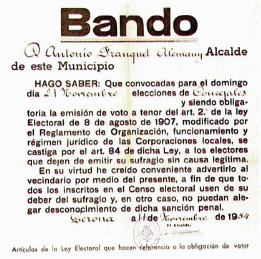 Bando
D. Antonio Franquet Alemany Alcalde
de este Municipio
HAGO SABER: Que convocadas para el domingo
día 21 Noviembre elecciones de Concejales
y siendo obliga-
toria la emisión de voto a tenor del art. 2.° de la ley
Electoral de 8 de agosto de 1907, modificado por
el Reglamento de Organización, funcionamiento y
régimen jurídico de las Corporaciones locales, se
castiga por el art. 84 de dicha Ley, a los electores
que dejen de emitir su sufragio sin causa legítima.
En su virtud he creído conveniente advertirlo al
vecindario por medio del presente, a fin de que to-
dos los inscritos en el Censo electoral usen de su
deber del sufragio y, en otro caso, no puedan ale-
gar desconocimiento de dicha sanción penal.
14 Noviembre 1954
El Alcalde,
Artículos de la Ley Electoral que hacen referencia a la obligación de votar